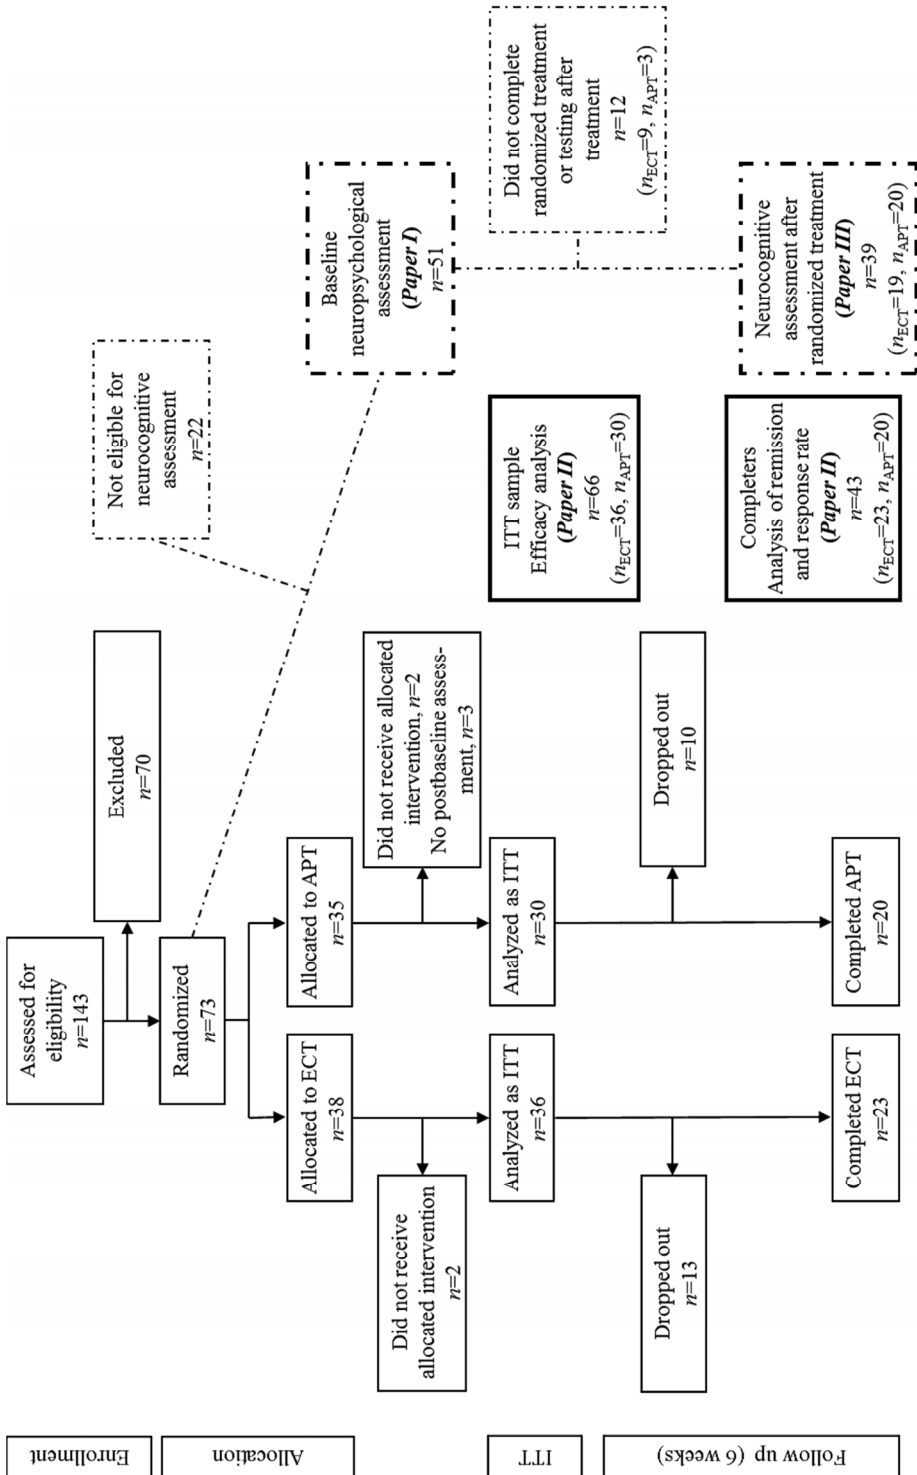 Enrollment
Allocation
ITT
Follow up (6 weeks)
Assessed for
eligibility
n=143
Excluded
n=70
Randomized
n=73
Not eligible for
neurocognitive
assessment
n=22
Allocated to ECT
n=38
Allocated to APT
n=35
Baseline
neuropsychological
assessment
(Paper I)
n=51
Did not receive
allocated intervention
n=2
Did not receive allocated
intervention, n=2
No postbaseline assess-
ment, n=3
Analyzed as ITT
n=36
Analyzed as ITT
n=30
ITT sample
Efficacy analysis
(Paper II)
n=66
(nECT=36, nAPT=30)
Did not complete
randomized treatment
or testing after
treatment
n=12
(nECT=9, nAPT=3)
Dropped out
n=13
Dropped out
n=10
Completed ECT
n=23
Completed APT
n=20
Completers
Analysis of remission
and response rate
(Paper II)
n=43
(nECT=23, nAPT=20)
Neurocognitive
assessment after
randomized treatment
(Paper III)
n=39
(nECT=19, nAPT=20)